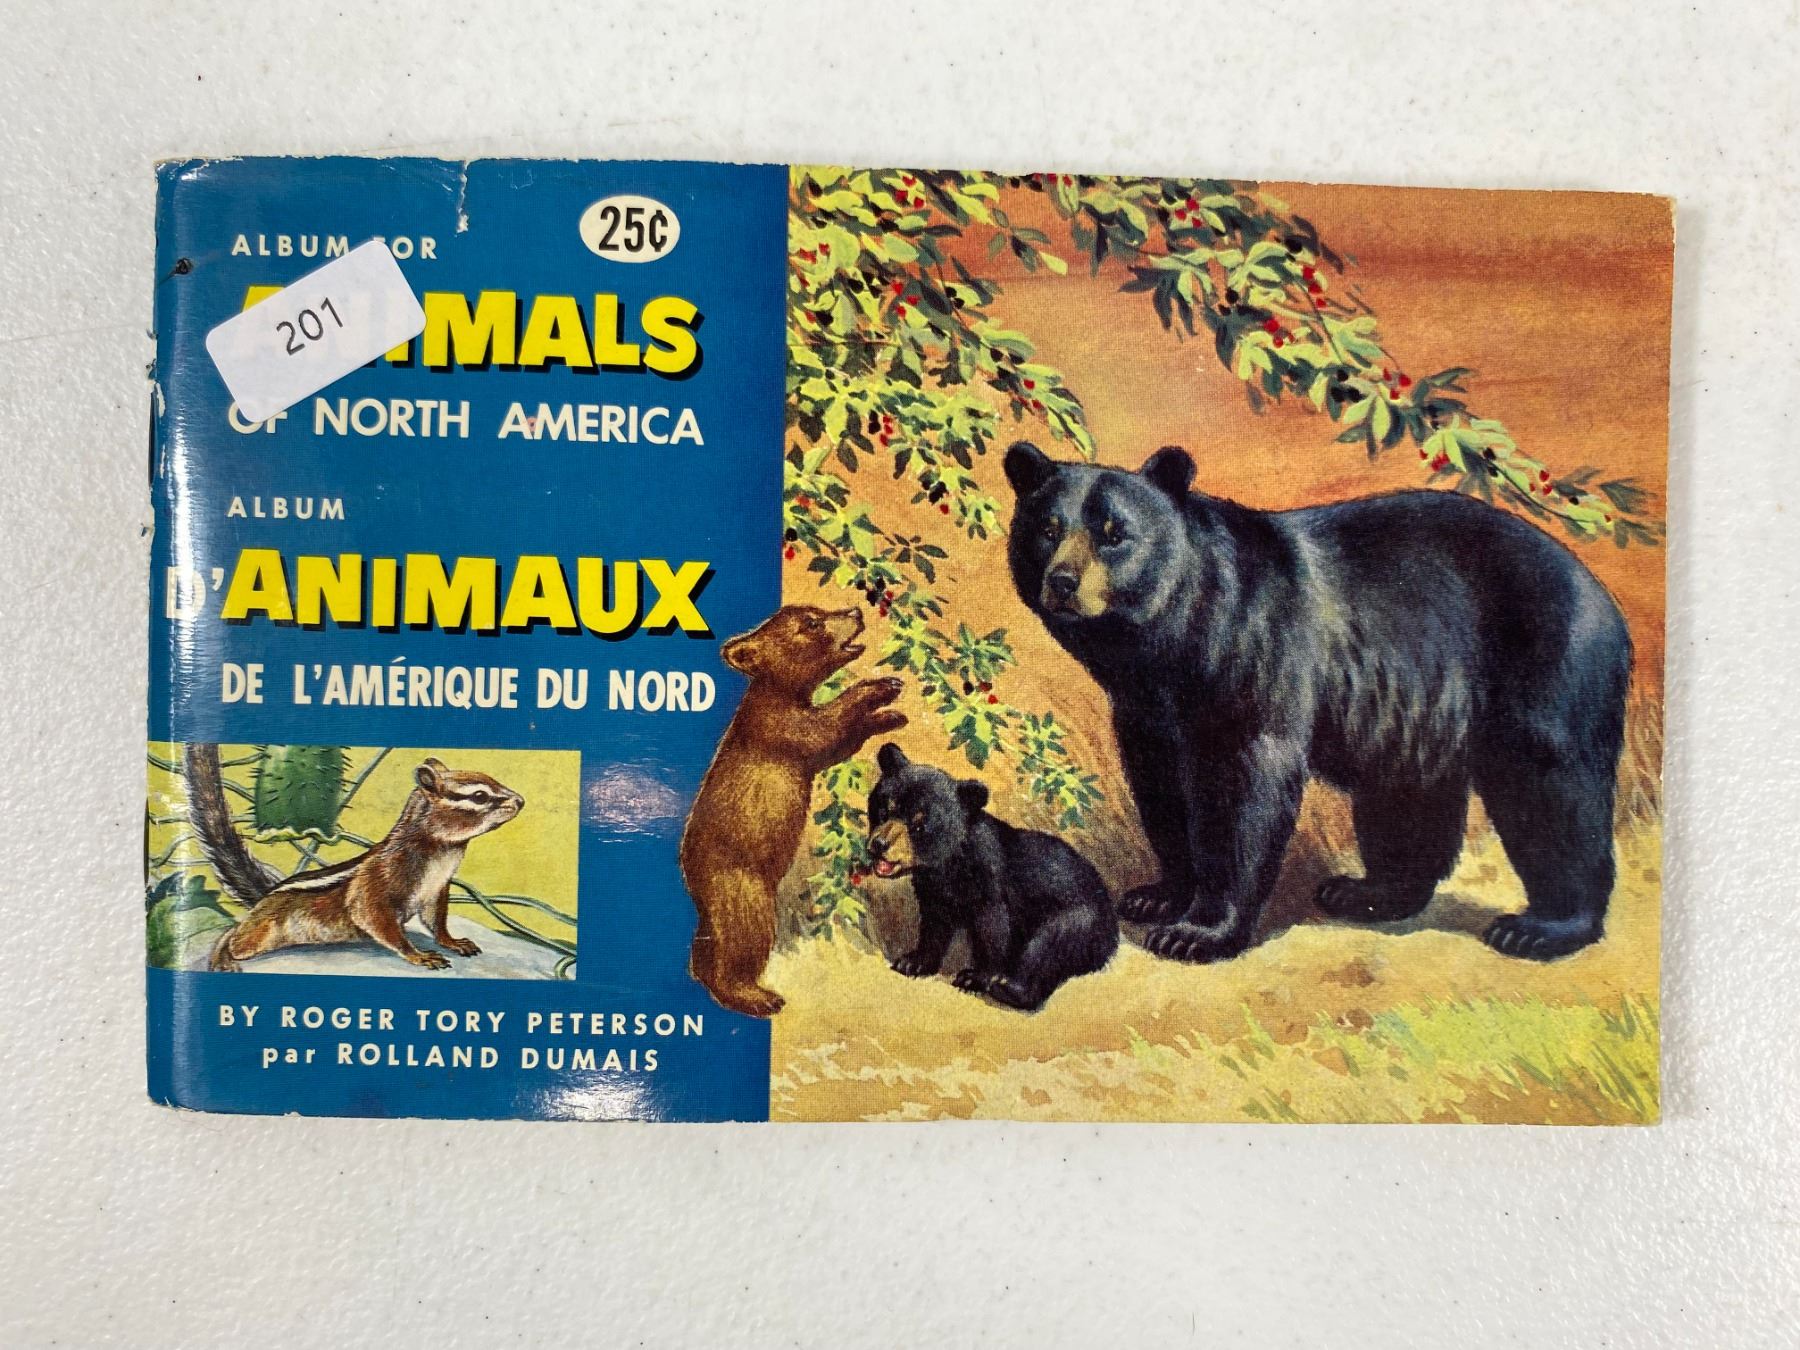 25¢
ALBUM FOR
ANIMALS
201
OF NORTH AMERICA
ALBUM
D'ANIMAUX
DE L'AMÉRIQUE DU NORD
BY ROGER TORY PETERSON
par ROLLAND DUMAIS